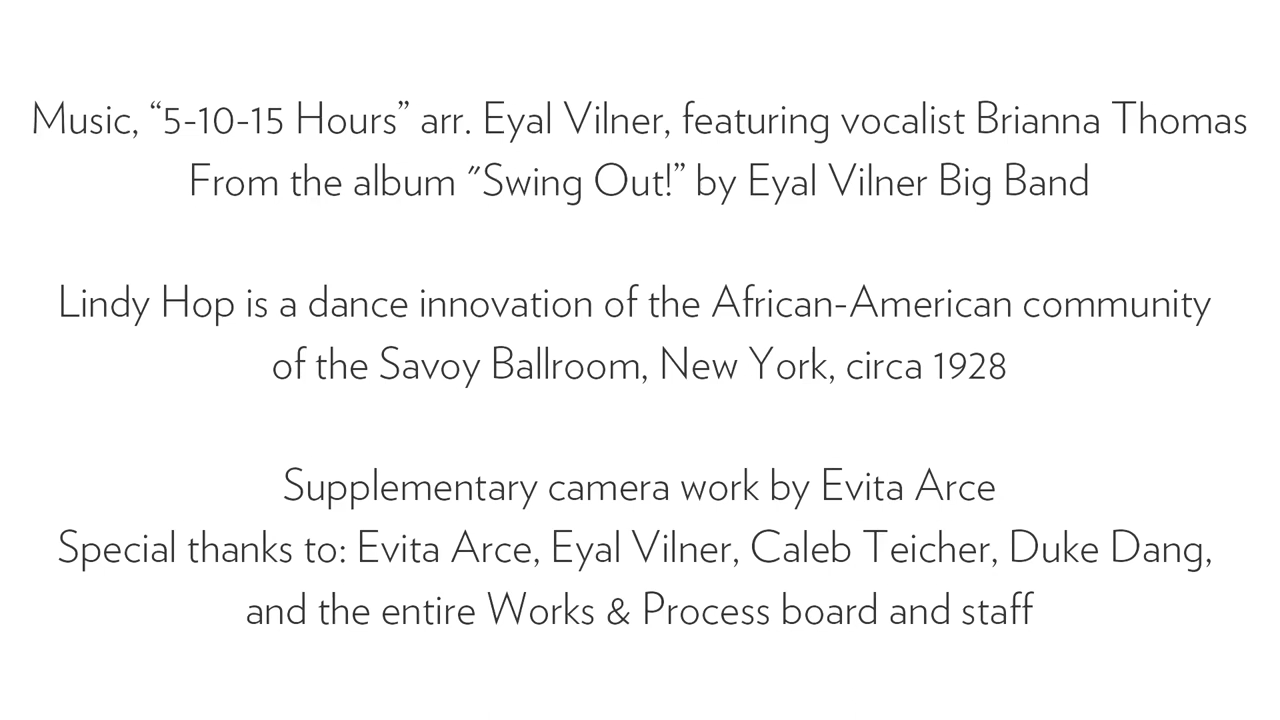 Music, “5-10-15 Hours” arr. Eyal Vilner, featuring vocalist Brianna Thomas
From the album "Swing Out!” by Eyal Vilner Big Band
Lindy Hop is a dance innovation of the African-American community
of the Savoy Ballroom, New York, circa 1928
Supplementary camera work by Evita Arce
Special thanks to: Evita Arce, Eyal Vilner, Caleb Teicher, Duke Dang,
and the entire Works & Process board and staff